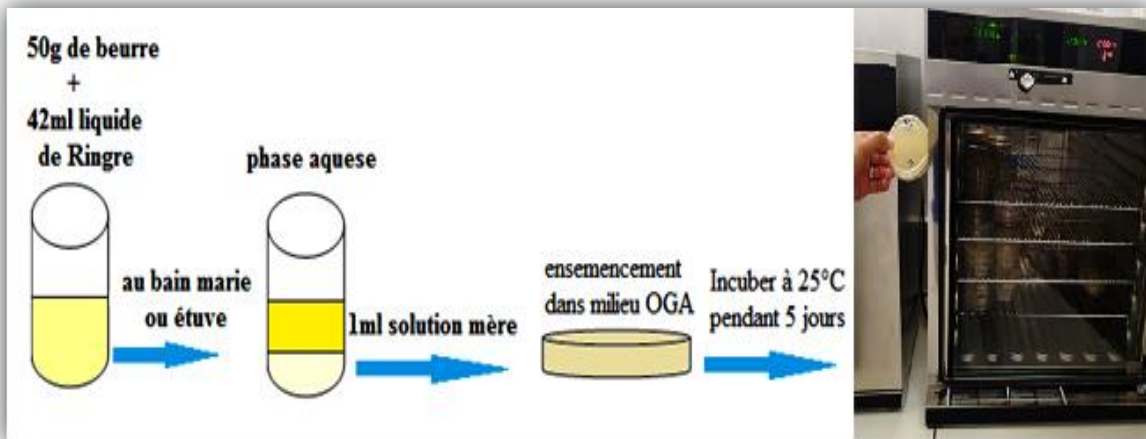 50g de beurre
+
42ml liquide
de Ringre
au bain marie
ou étuve
phase aquese
1ml solution mère
ensemencement
dans milieu OGA
Incuber à 25°C
pendant 5 jours